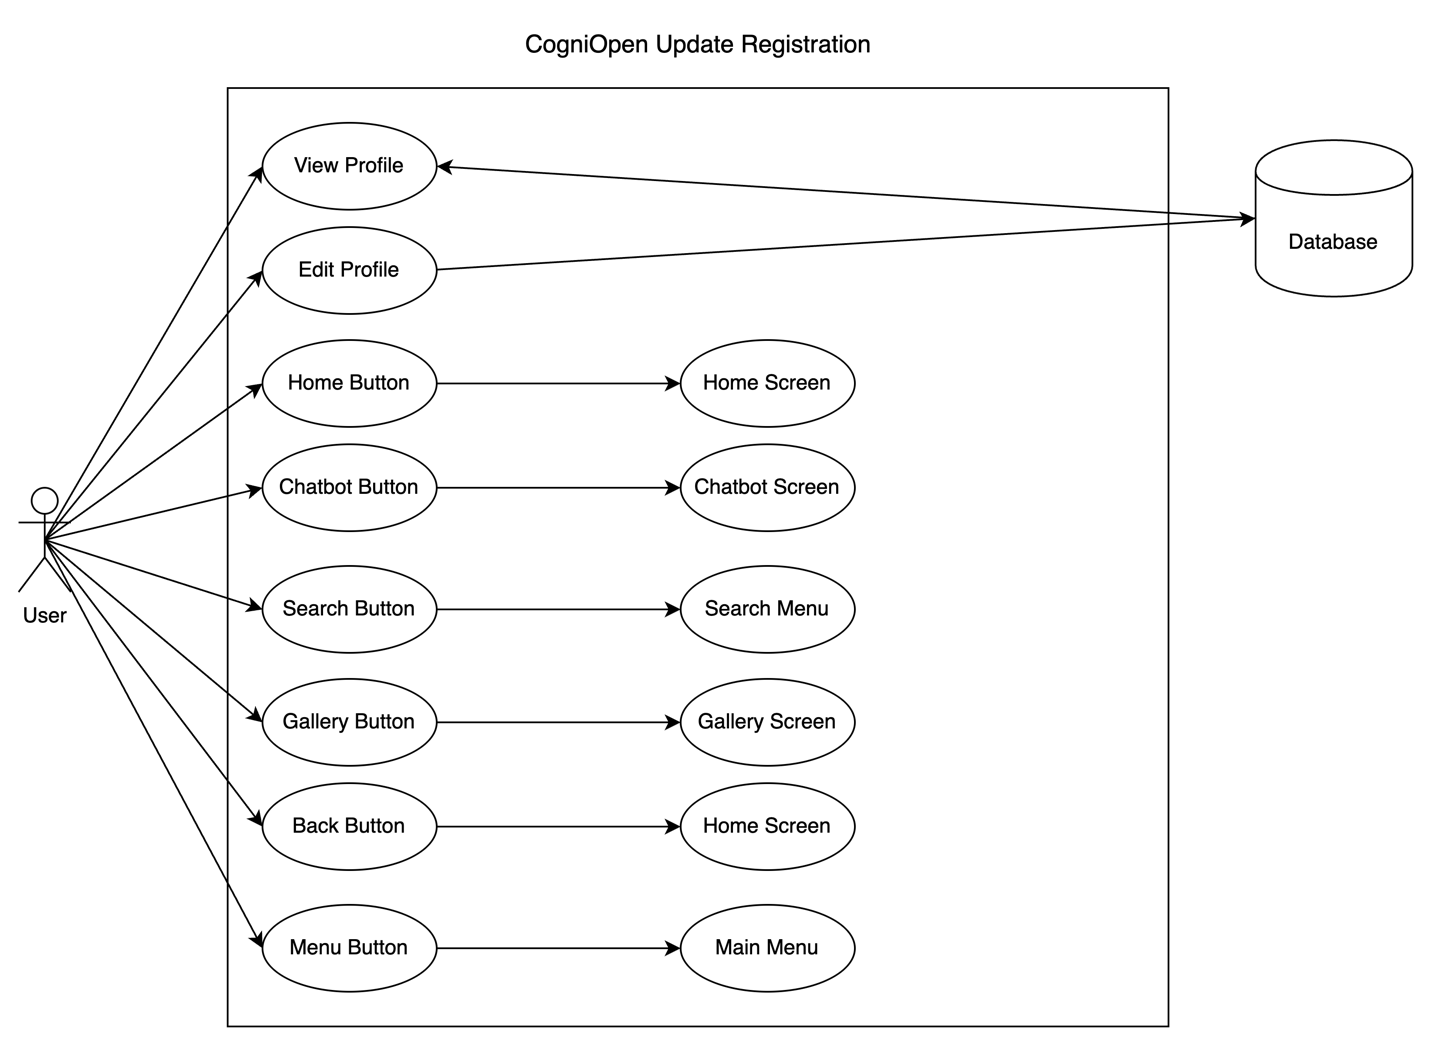 CogniOpen Update Registration
View Profile
Edit Profile
Database
Home Button
Home Screen
Chatbot Button
Chatbot Screen
User
Search Button
Search Menu
Gallery Button
Gallery Screen
Back Button
Home Screen
Menu Button
Main Menu